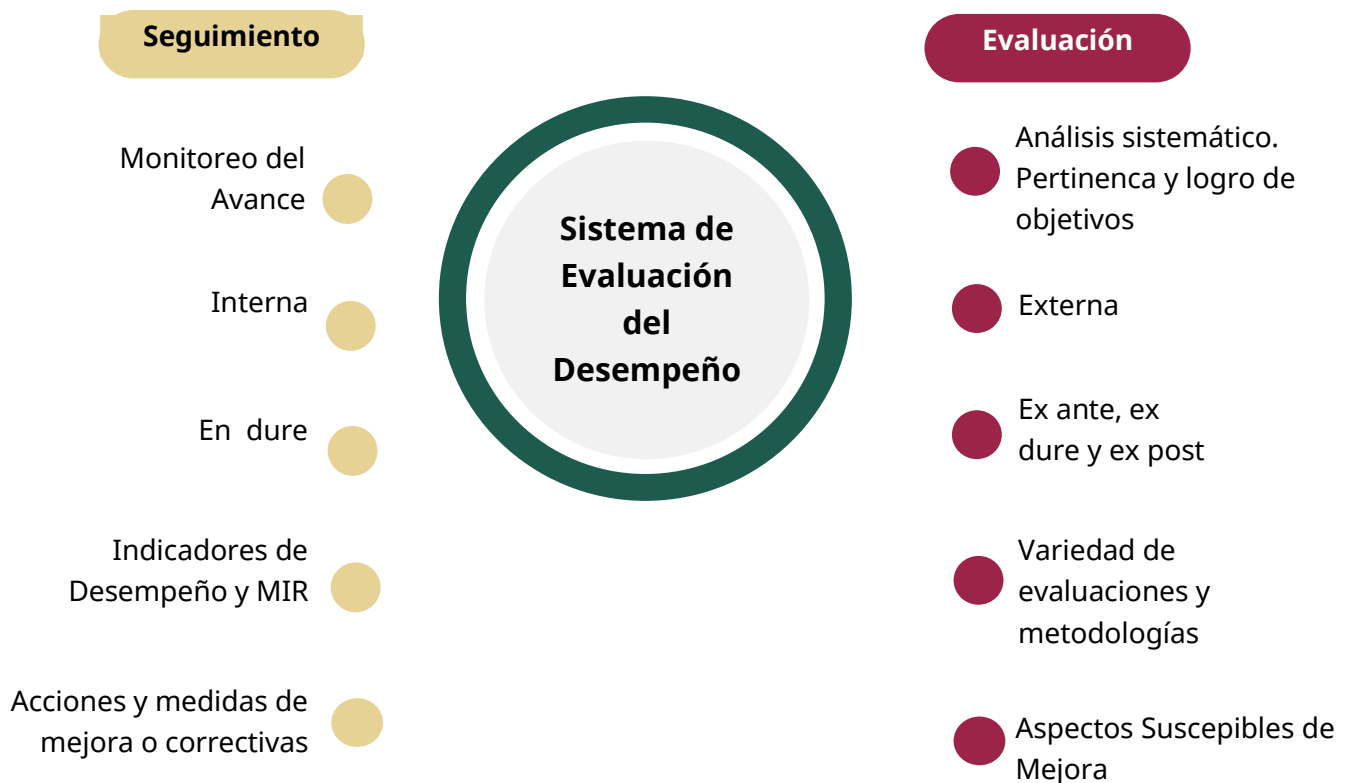 Seguimiento
Monitoreo del
Avance
Interna
En dure
Indicadores de
Desempeño y MIR
Acciones y medidas de
mejora o correctivas
Sistema de
Evaluación
del
Desempeño
Evaluación
Análisis sistemático.
Pertinenca y logro de
objetivos
Externa
Ex ante, ex
dure y ex post
Variedad de
evaluaciones y
metodologías
Aspectos Suscepibles de
Mejora